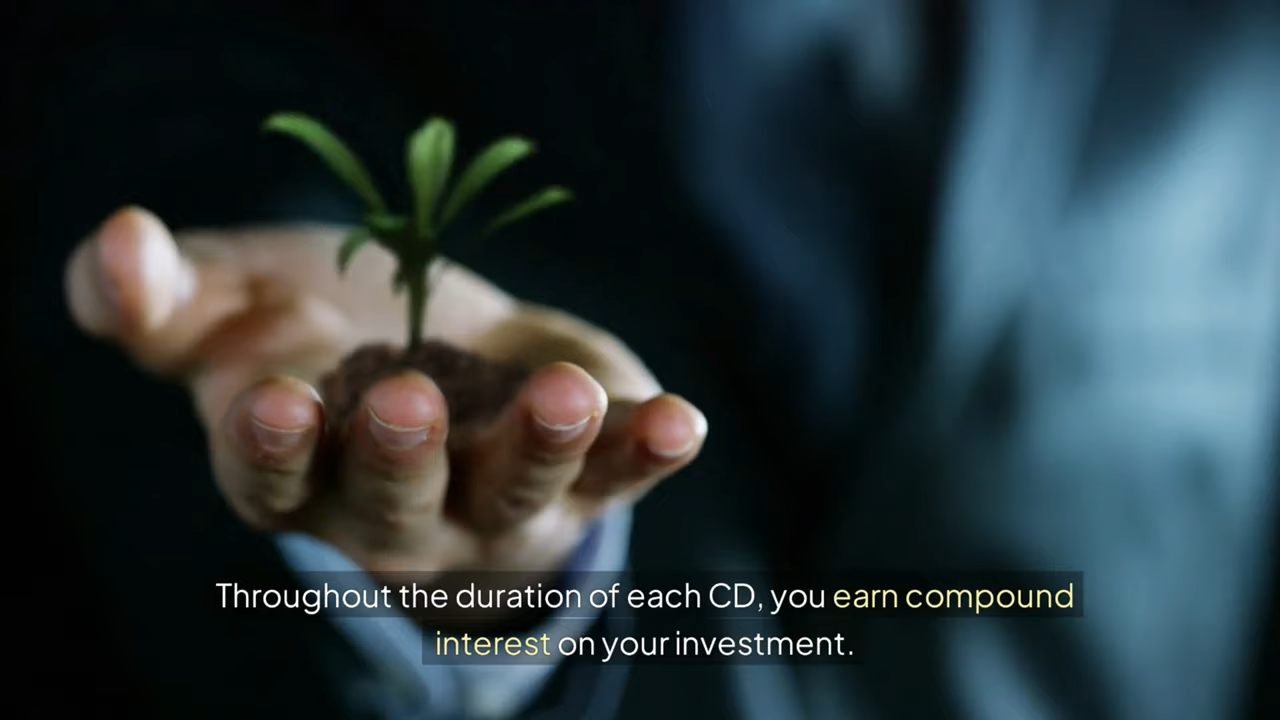 Throughout the duration of each CD, you earn compound
interest on your investment.